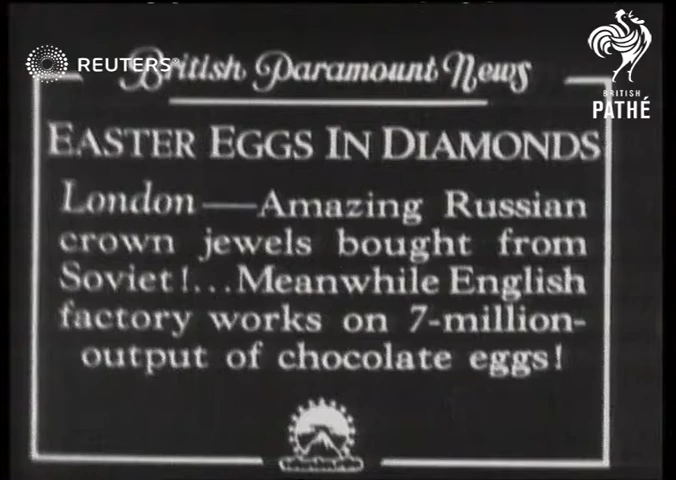 REUTERS®
BRITISH
PATHÉ
British Paramount News
EASTER EGGS IN DIAMONDS
London—Amazing Russian
crown jewels bought from
Soviet!...Meanwhile English
factory works on 7-million-
output of chocolate eggs!